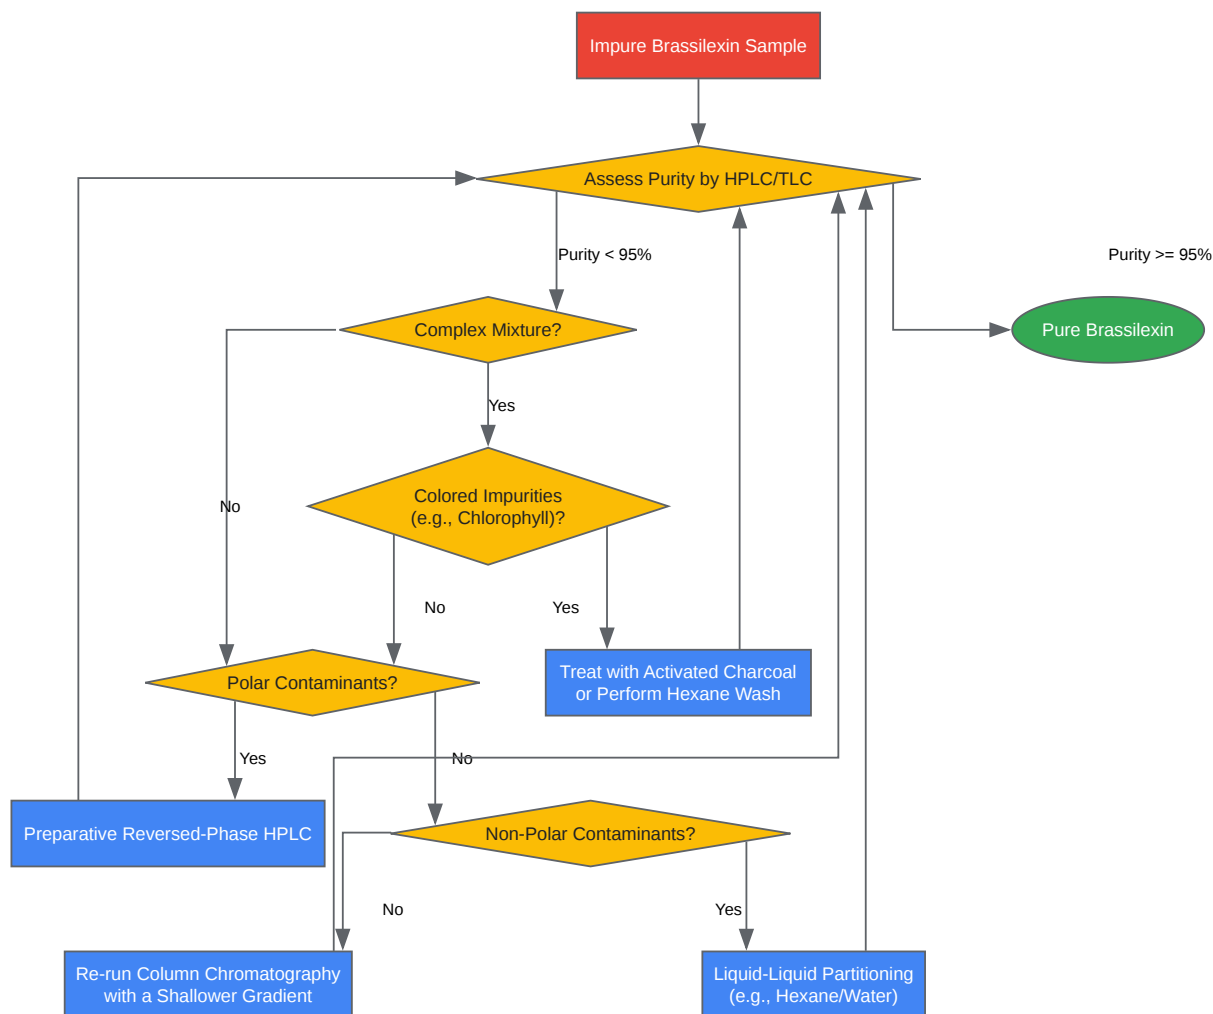 Impure Brassilexin Sample
Assess Purity by HPLC/TLC
Purity < 95%
Purity >= 95%
Complex Mixture?
Pure Brassilexin
Yes
Colored Impurities
(e.g., Chlorophyll)?
No
No
Yes
Treat with Activated Charcoal
or Perform Hexane Wash
Polar Contaminants?
Yes
No
Preparative Reversed-Phase HPLC
Non-Polar Contaminants?
No
Yes
Re-run Column Chromatography
with a Shallower Gradient
Liquid-Liquid Partitioning
(e.g., Hexane/Water)